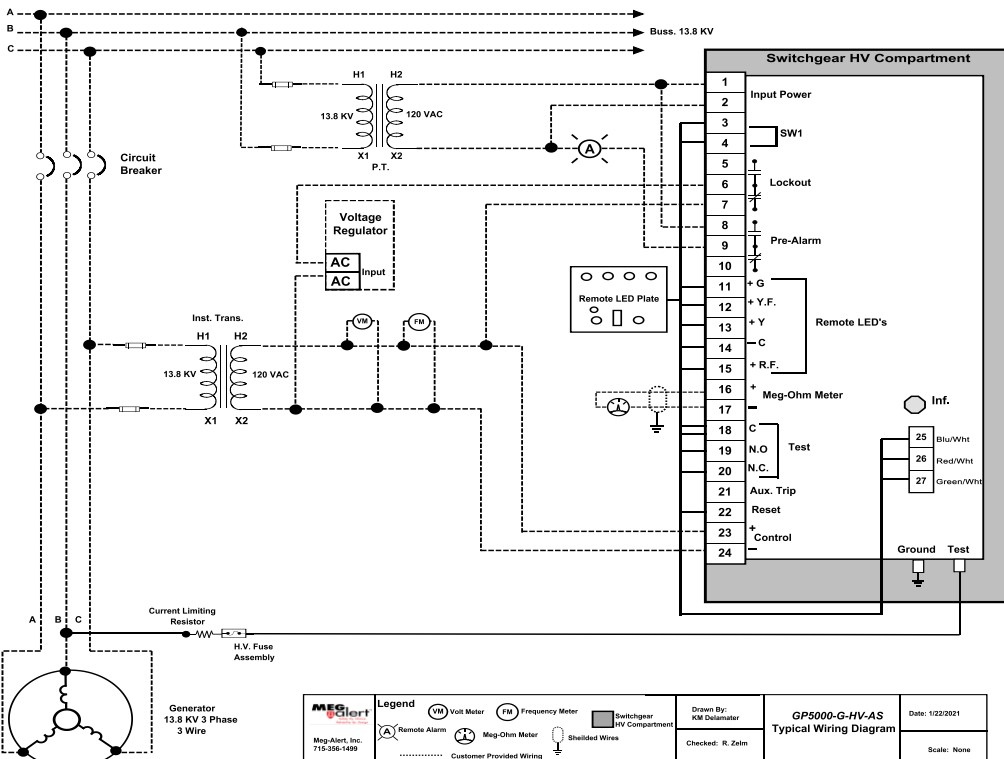 A
B
C
Buss. 13.8 KV
Switchgear HV Compartment
H1 H2
13.8 KV
120 VAC
X1 X2
P.T.
A
Circuit
Breaker
Voltage
Regulator
AC
AC
Input
Inst. Trans.
H1 H2
13.8 KV
120 VAC
X1 X2
VM
FM
Remote LED Plate
1
2
Input Power
3
4
SW1
5
6
7
Lockout
8
9
10
Pre-Alarm
11 + G
12 + Y.F.
13 + Y
14 - C
15 + R.F.
Remote LED's
16 +
17 -
Meg-Ohm Meter
18 C
19 N.O
20 N.C.
Test
21 Aux. Trip
22 Reset
23 +
24 -
Control
Inf.
25 Blu/Wht
26 Red/Wht
27 Green/Wht
Ground Test
A B C
Current Limiting
Resistor
H.V. Fuse
Assembly
Generator
13.8 KV 3 Phase
3 Wire
MEG alert
Meg-Alert, Inc.
715-356-1499
Legend
VM Volt Meter
FM Frequency Meter
Switchgear
HV Compartment
A Remote Alarm
Meg-Ohm Meter
Sheilded Wires
Customer Provided Wiring
Drawn By:
KM Delamater
Checked: R. Zelm
GP5000-G-HV-AS
Typical Wiring Diagram
Date: 1/22/2021
Scale: None